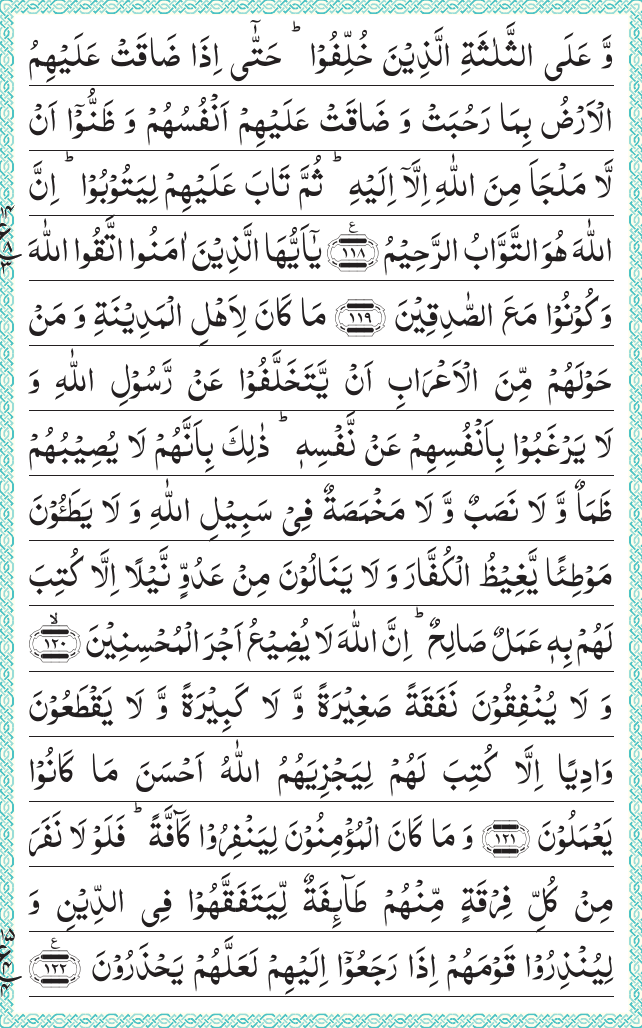 وَّ عَلَى الثَّلٰثَةِ الَّذِیْنَ خُلِّفُوْا ؕ حَتّٰۤی اِذَا ضَاقَتْ عَلَیْهِمُ
الْاَرْضُ بِمَا رَحُبَتْ وَ ضَاقَتْ عَلَیْهِمْ اَنْفُسُهُمْ وَ ظَنُّوْۤا اَنْ
لَّا مَلْجَاَ مِنَ اللّٰهِ اِلَّاۤ اِلَیْهِ ؕ ثُمَّ تَابَ عَلَیْهِمْ لِیَتُوْبُوْا ؕ اِنَّ
اللّٰهَ هُوَ التَّوَّابُ الرَّحِیْمُ ﴿۱۱۸﴾ ع یٰۤاَیُّهَا الَّذِیْنَ اٰمَنُوا اتَّقُوا اللّٰهَ
وَ كُوْنُوْا مَعَ الصّٰدِقِیْنَ ﴿۱۱۹﴾ مَا كَانَ لِاَهْلِ الْمَدِیْنَةِ وَ مَنْ
حَوْلَهُمْ مِّنَ الْاَعْرَابِ اَنْ یَّتَخَلَّفُوْا عَنْ رَّسُوْلِ اللّٰهِ وَ
لَا یَرْغَبُوْا بِاَنْفُسِهِمْ عَنْ نَّفْسِهٖ ؕ ذٰلِكَ بِاَنَّهُمْ لَا یُصِیْبُهُمْ
ظَمَاٌ وَّ لَا نَصَبٌ وَّ لَا مَخْمَصَةٌ فِیْ سَبِیْلِ اللّٰهِ وَ لَا یَطَـُٔوْنَ
مَوْطِئًا یَّغِیْظُ الْكُفَّارَ وَ لَا یَنَالُوْنَ مِنْ عَدُوٍّ نَّیْلًا اِلَّا كُتِبَ
لَهُمْ بِهٖ عَمَلٌ صَالِحٌ ؕ اِنَّ اللّٰهَ لَا یُضِیْعُ اَجْرَ الْمُحْسِنِیْنَ ﴿۱۲۰﴾ ۙ
وَ لَا یُنْفِقُوْنَ نَفَقَةً صَغِیْرَةً وَّ لَا كَبِیْرَةً وَّ لَا یَقْطَعُوْنَ
وَادِیًا اِلَّا كُتِبَ لَهُمْ لِیَجْزِیَهُمُ اللّٰهُ اَحْسَنَ مَا كَانُوْا
یَعْمَلُوْنَ ﴿۱۲۱﴾ وَ مَا كَانَ الْمُؤْمِنُوْنَ لِیَنْفِرُوْا كَآفَّةً ؕ فَلَوْ لَا نَفَرَ
مِنْ كُلِّ فِرْقَةٍ مِّنْهُمْ طَآىِٕفَةٌ لِّیَتَفَقَّهُوْا فِی الدِّیْنِ وَ
لِیُنْذِرُوْا قَوْمَهُمْ اِذَا رَجَعُوْۤا اِلَیْهِمْ لَعَلَّهُمْ یَحْذَرُوْنَ ﴿۱۲۲﴾ ع